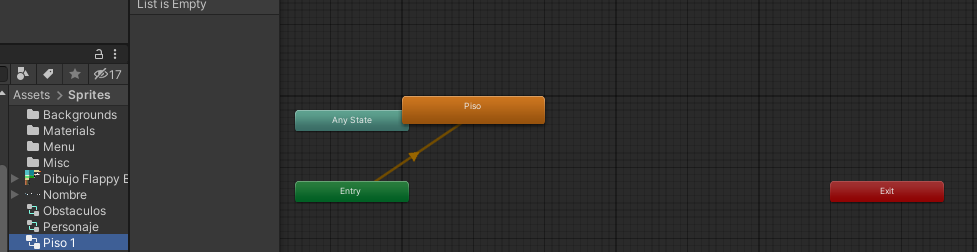 List is Empty
17
Assets > Sprites
Backgrounds
Materials
Menu
Misc
Dibujo Flappy
Nombre
Obstaculos
Personaje
Piso 1
Piso
Any State
Entry
Exit